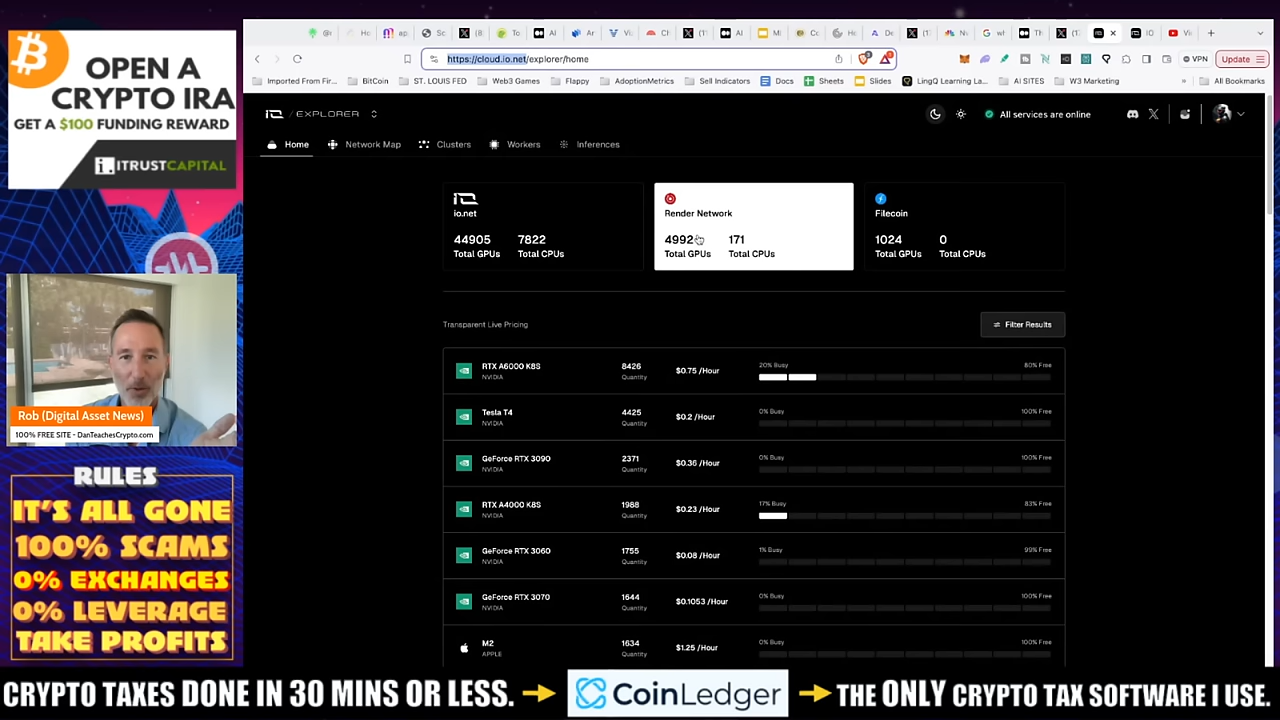 OPEN A
CRYPTO IRA
GET A $100 FUNDING REWARD
iTRUSTCAPITAL
Rob (Digital Asset News)
100% FREE SITE - DanTeachesCrypto.com
RULES
IT'S ALL GONE
100% SCAMS
0% EXCHANGES
0% LEVERAGE
TAKE PROFITS
https://cloud.io.net/explorer/home
VPN
Update
Imported From Fir...
BitCoin
ST. LOUIS FED
Web3 Games
Flappy
AdoptionMetrics
Sell Indicators
Docs
Sheets
Slides
LingQ Learning La...
AI SITES
W3 Marketing
»
All Bookmarks
/ EXPLORER
All services are online
Home
Network Map
Clusters
Workers
Inferences
io.net
44905 7822
Total GPUs Total CPUs
Render Network
4992 171
Total GPUs Total CPUs
Filecoin
1024 0
Total GPUs Total CPUs
Transparent Live Pricing
Filter Results
RTX A6000 K8S 8426 $0.75 /Hour 20% Busy 80% Free
NVIDIA Quantity
Tesla T4 4425 $0.2 /Hour 0% Busy 100% Free
NVIDIA Quantity
GeForce RTX 3090 2371 $0.36 /Hour 0% Busy 100% Free
NVIDIA Quantity
RTX A4000 K8S 1988 $0.23 /Hour 17% Busy 83% Free
NVIDIA Quantity
GeForce RTX 3060 1755 $0.08 /Hour 1% Busy 99% Free
NVIDIA Quantity
GeForce RTX 3070 1644 $0.1053 /Hour 0% Busy 100% Free
NVIDIA Quantity
M2 1634 $1.25 /Hour 0% Busy 100% Free
APPLE Quantity
CRYPTO TAXES DONE IN 30 MINS OR LESS. CoinLedger THE ONLY CRYPTO TAX SOFTWARE I USE.